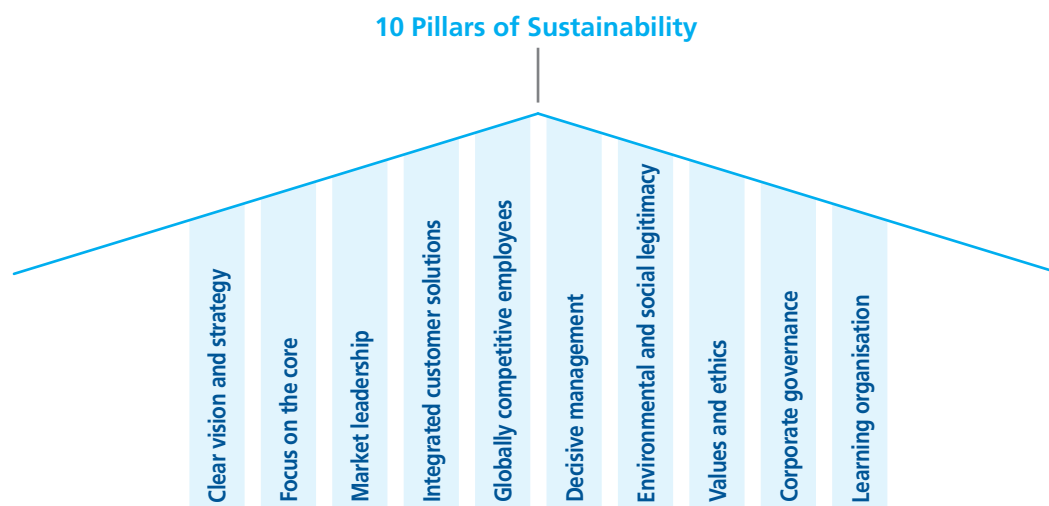 10 Pillars of Sustainability
Clear vision and strategy
Focus on the core
Market leadership
Integrated customer solutions
Globally competitive employees
Decisive management
Environmental and social legitimacy
Values and ethics
Corporate governance
Learning organisation